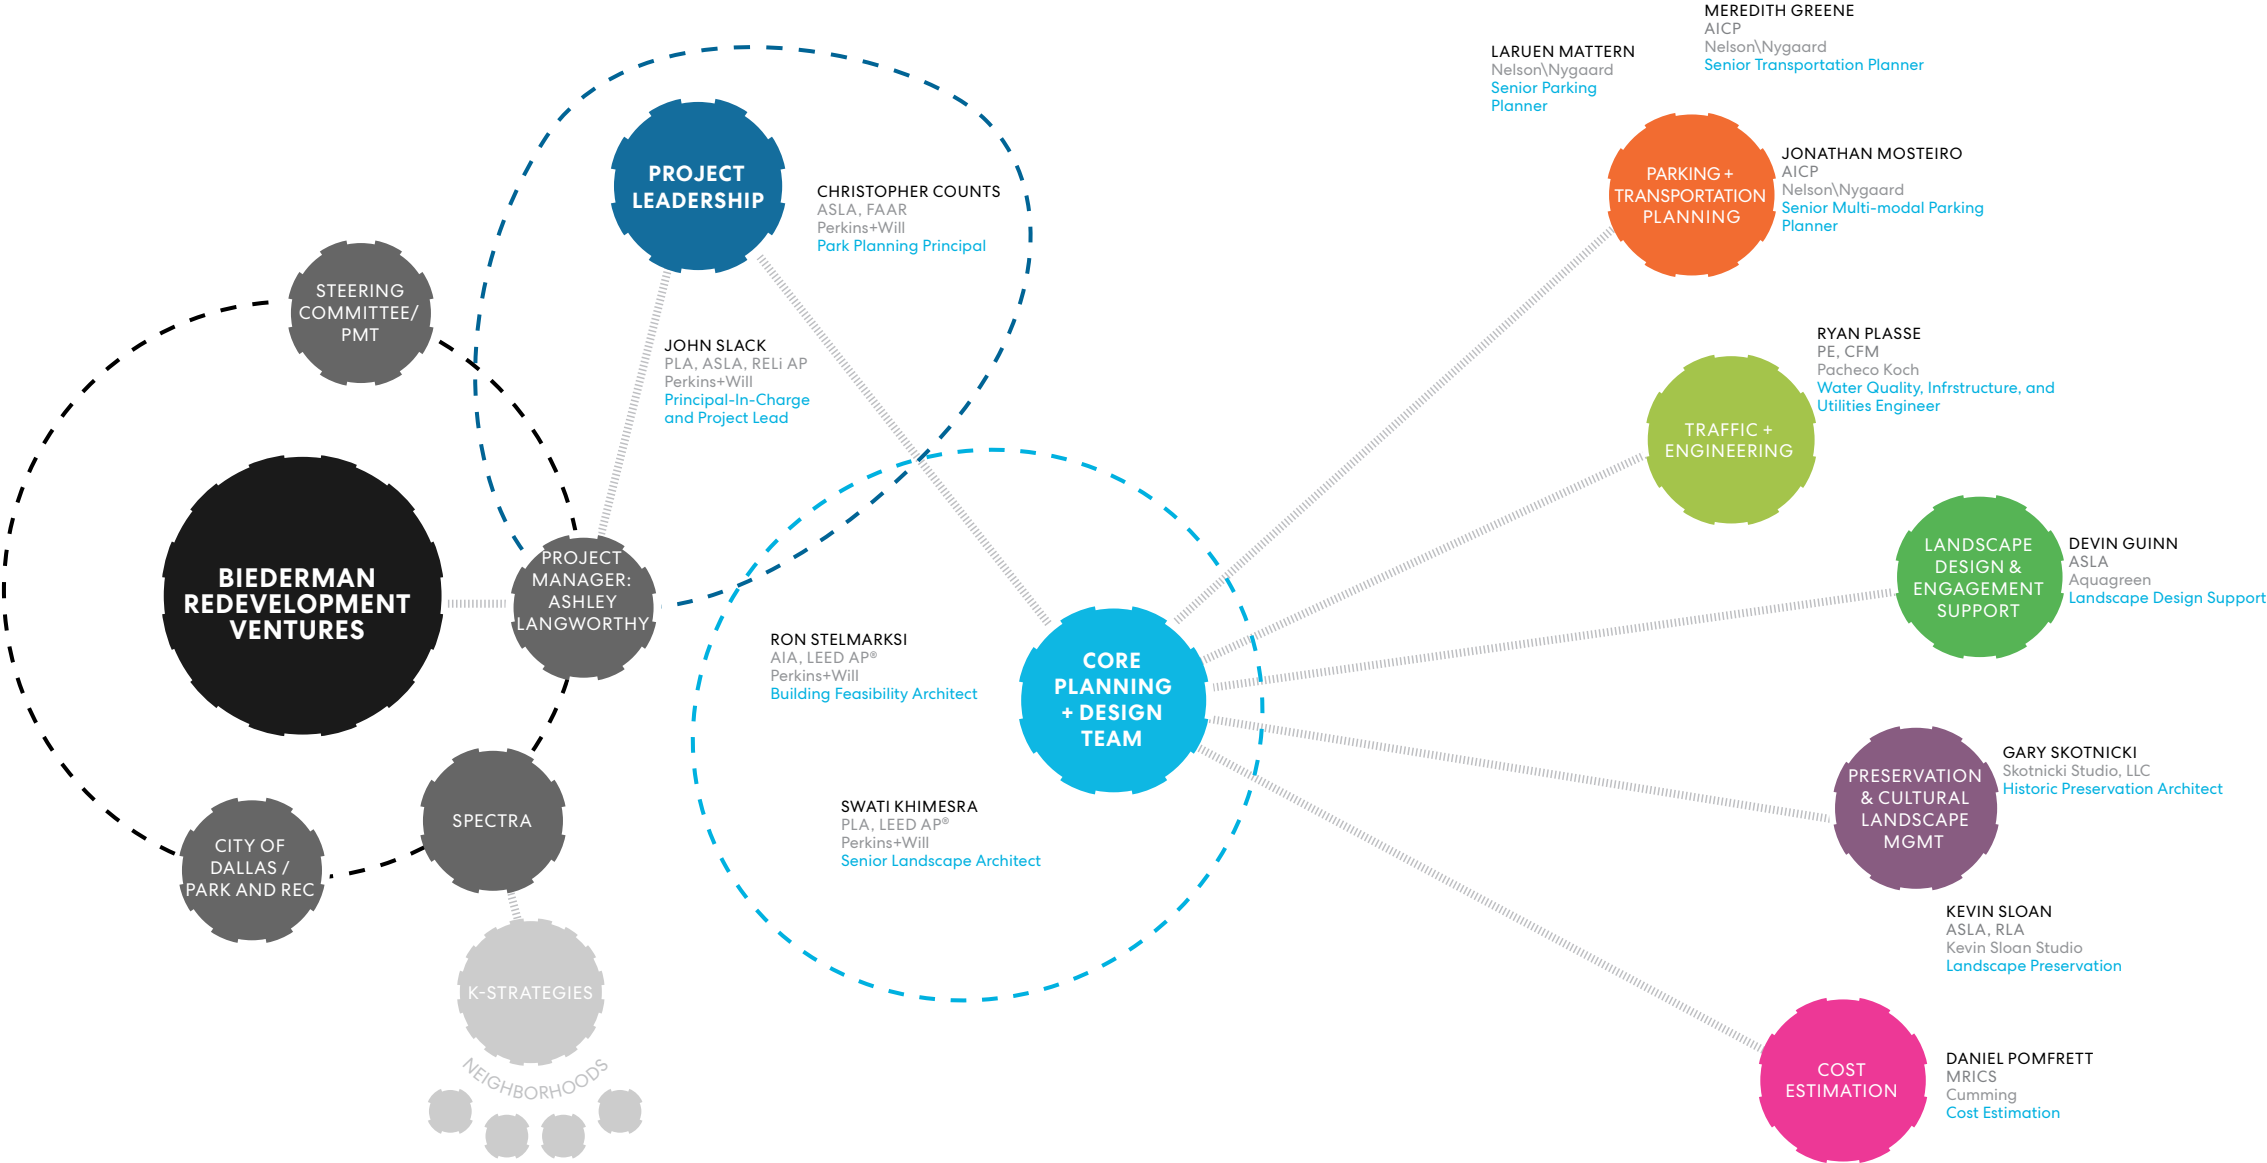 MEREDITH GREENE
AICP
Nelson\Nygaard
Senior Transportation Planner
LARUEN MATTERN
Nelson\Nygaard
Senior Parking
Planner
PARKING +
TRANSPORTATION
PLANNING
JONATHAN MOSTEIRO
AICP
Nelson\Nygaard
Senior Multi-modal Parking
Planner
PROJECT
LEADERSHIP
CHRISTOPHER COUNTS
ASLA, FAAR
Perkins+Will
Park Planning Principal
JOHN SLACK
PLA, ASLA, RELi AP
Perkins+Will
Principal-In-Charge
and Project Lead
STEERING
COMMITTEE/
PMT
BIEDERMAN
REDEVELOPMENT
VENTURES
PROJECT
MANAGER:
ASHLEY
LANGWORTHY
SPECTRA
CITY OF
DALLAS /
PARK AND REC
K-STRATEGIES
NEIGHBORHOODS
RON STELMARKSI
AIA, LEED AP®
Perkins+Will
Building Feasibility Architect
SWATI KHIMESRA
PLA, LEED AP®
Perkins+Will
Senior Landscape Architect
CORE
PLANNING
+ DESIGN
TEAM
RYAN PLASSE
PE, CFM
Pacheco Koch
Water Quality, Infrstructure, and
Utilities Engineer
TRAFFIC +
ENGINEERING
LANDSCAPE
DESIGN &
ENGAGEMENT
SUPPORT
DEVIN GUINN
ASLA
Aquagreen
Landscape Design Support
PRESERVATION
& CULTURAL
LANDSCAPE
MGMT
GARY SKOTNICKI
Skotnicki Studio, LLC
Historic Preservation Architect
KEVIN SLOAN
ASLA, RLA
Kevin Sloan Studio
Landscape Preservation
COST
ESTIMATION
DANIEL POMFRETT
MRICS
Cumming
Cost Estimation